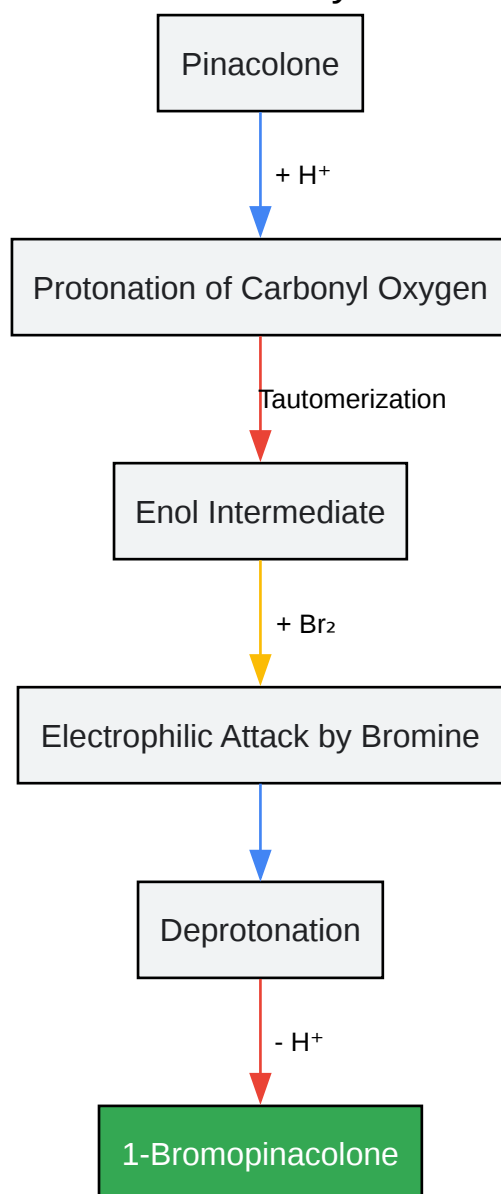 Pinacolone
+ H⁺
Protonation of Carbonyl Oxygen
Tautomerization
Enol Intermediate
+ Br₂
Electrophilic Attack by Bromine
Deprotonation
- H⁺
1-Bromopinacolone